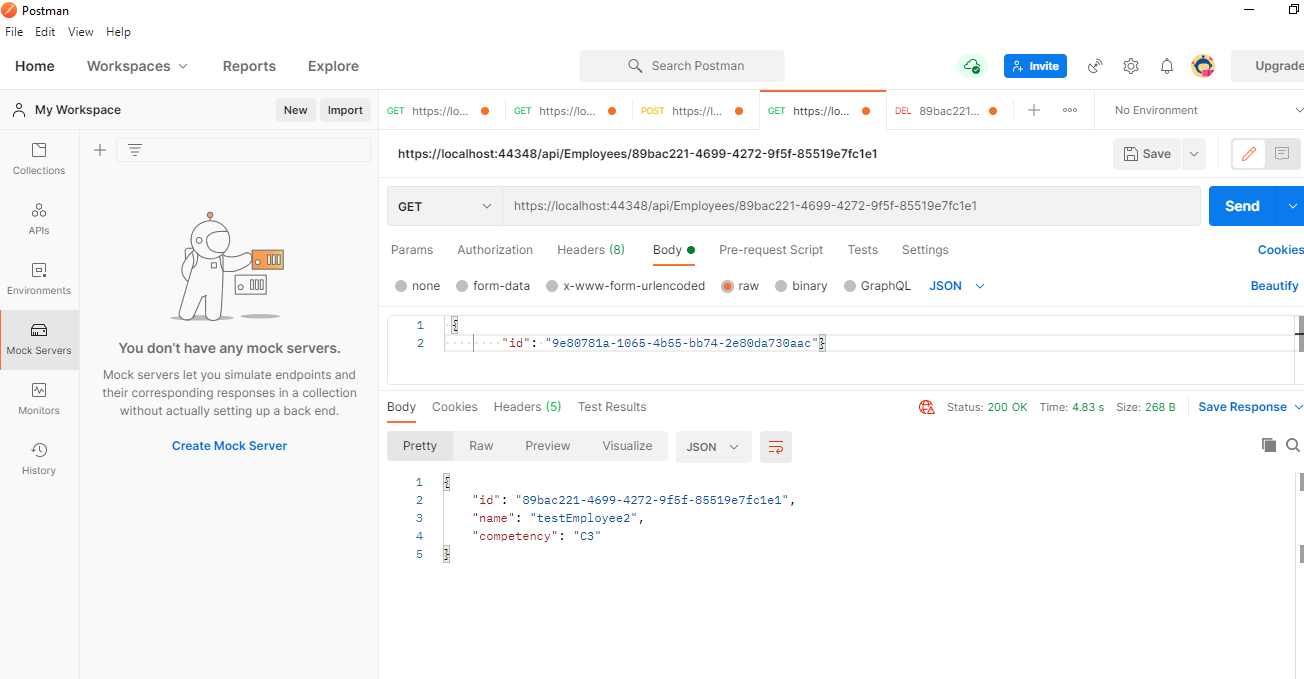 Postman
File Edit View Help
Home Workspaces Reports Explore Search Postman Invite Upgrade
My Workspace New Import
GET https://lo... GET https://lo... POST https://l... GET https://lo... DEL 89bac221... No Environment
Collections
APIs
Environments
Mock Servers
Monitors
History
You don't have any mock servers.
Mock servers let you simulate endpoints and
their corresponding responses in a collection
without actually setting up a back end.
Create Mock Server
https://localhost:44348/api/Employees/89bac221-4699-4272-9f5f-85519e7fc1e1 Save
GET https://localhost:44348/api/Employees/89bac221-4699-4272-9f5f-85519e7fc1e1 Send
Params Authorization Headers (8) Body Pre-request Script Tests Settings Cookies
none form-data x-www-form-urlencoded raw binary GraphQL JSON Beautify
1 {
2 "id": "9e80781a-1065-4b55-bb74-2e80da730aac"}
Body Cookies Headers (5) Test Results Status: 200 OK Time: 4.83 s Size: 268 B Save Response
Pretty Raw Preview Visualize JSON
1 {
2 "id": "89bac221-4699-4272-9f5f-85519e7fc1e1",
3 "name": "testEmployee2",
4 "competency": "C3"
5 }